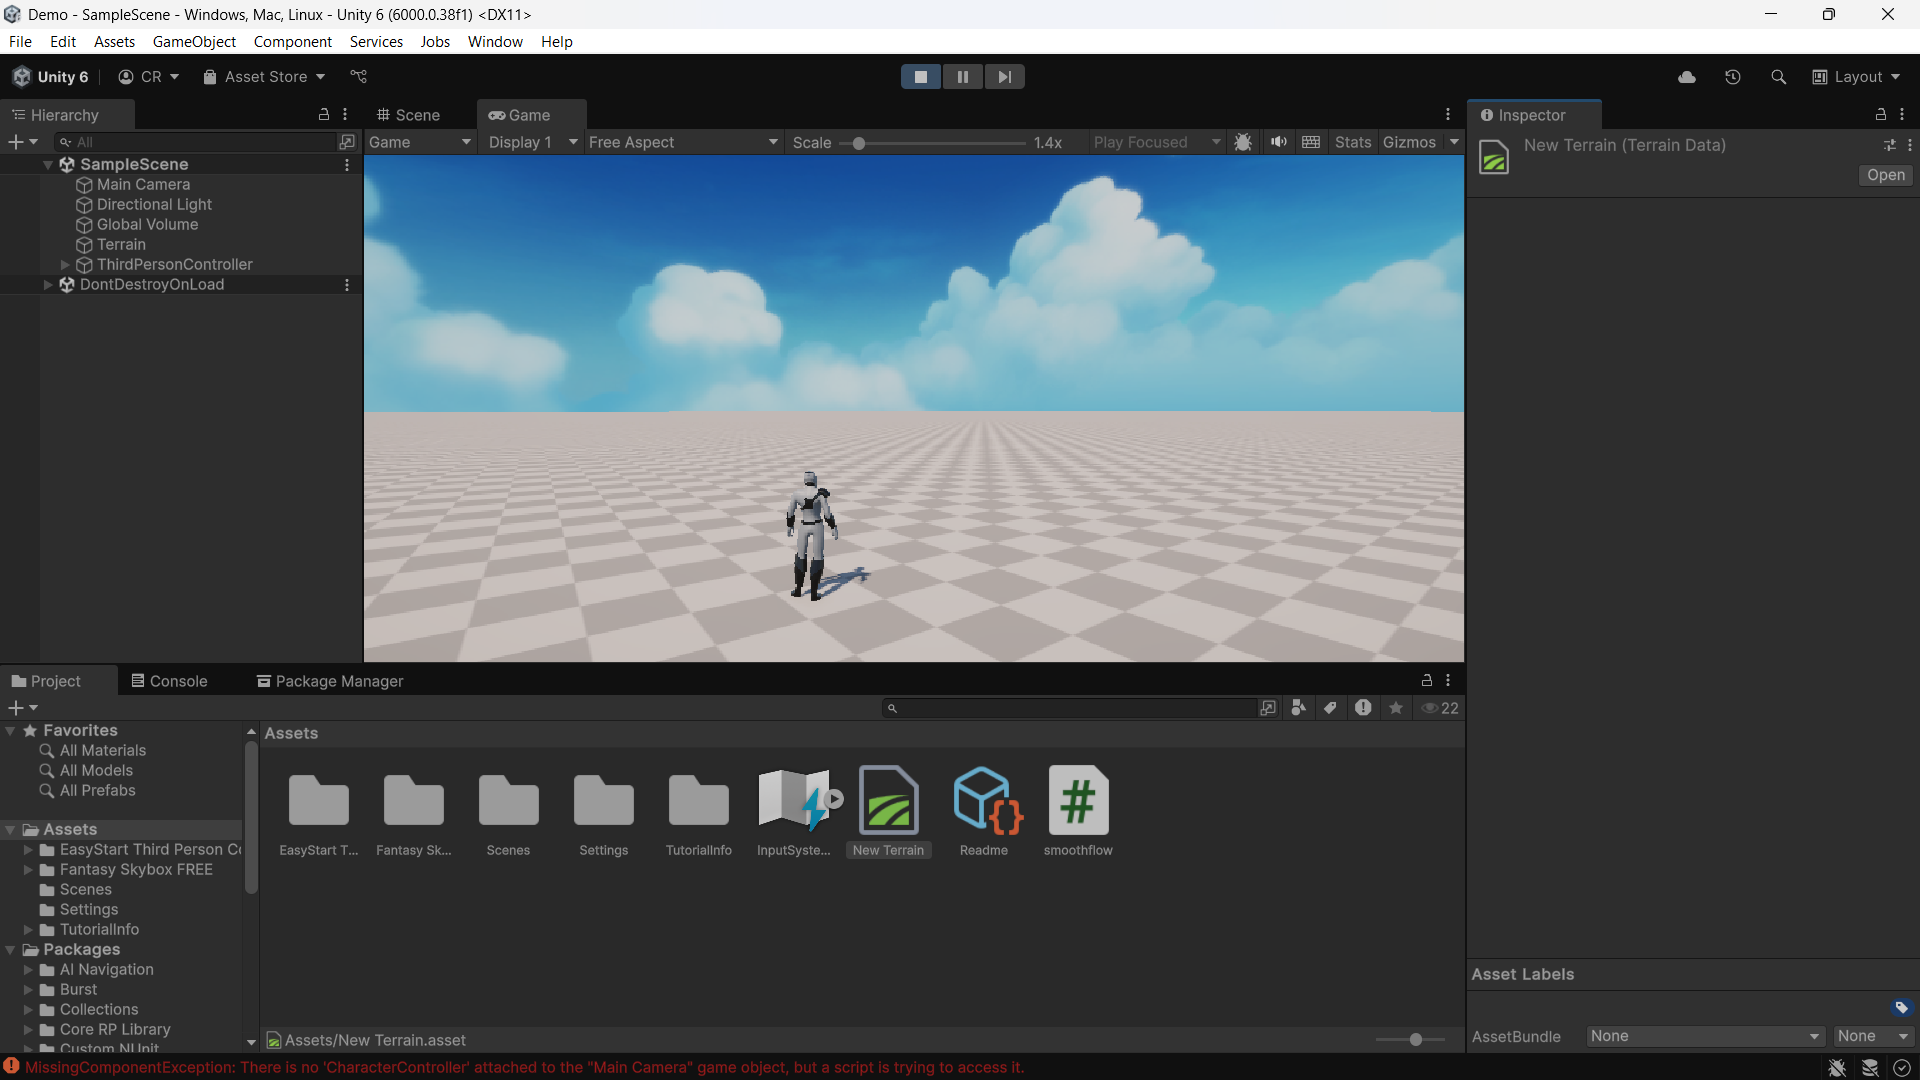 Demo - SampleScene - Windows, Mac, Linux - Unity 6 (6000.0.38f1) <DX11>
File Edit Assets GameObject Component Services Jobs Window Help
Unity 6 CR Asset Store Layout
Hierarchy
All
SampleScene
Main Camera
Directional Light
Global Volume
Terrain
ThirdPersonController
DontDestroyOnLoad
Scene Game
Game Display 1 Free Aspect Scale 1.4x Play Focused Stats Gizmos
Inspector
New Terrain (Terrain Data)
Open
Project Console Package Manager
22
Favorites
All Materials
All Models
All Prefabs
Assets
EasyStart Third Person Co
Fantasy Skybox FREE
Scenes
Settings
TutorialInfo
Packages
AI Navigation
Burst
Collections
Core RP Library
Custom NUnit
Assets
EasyStart T... Fantasy Sk... Scenes Settings TutorialInfo InputSyste... New Terrain Readme smoothflow
Assets/New Terrain.asset
Asset Labels
AssetBundle None None
MissingComponentException: There is no 'CharacterController' attached to the "Main Camera" game object, but a script is trying to access it.